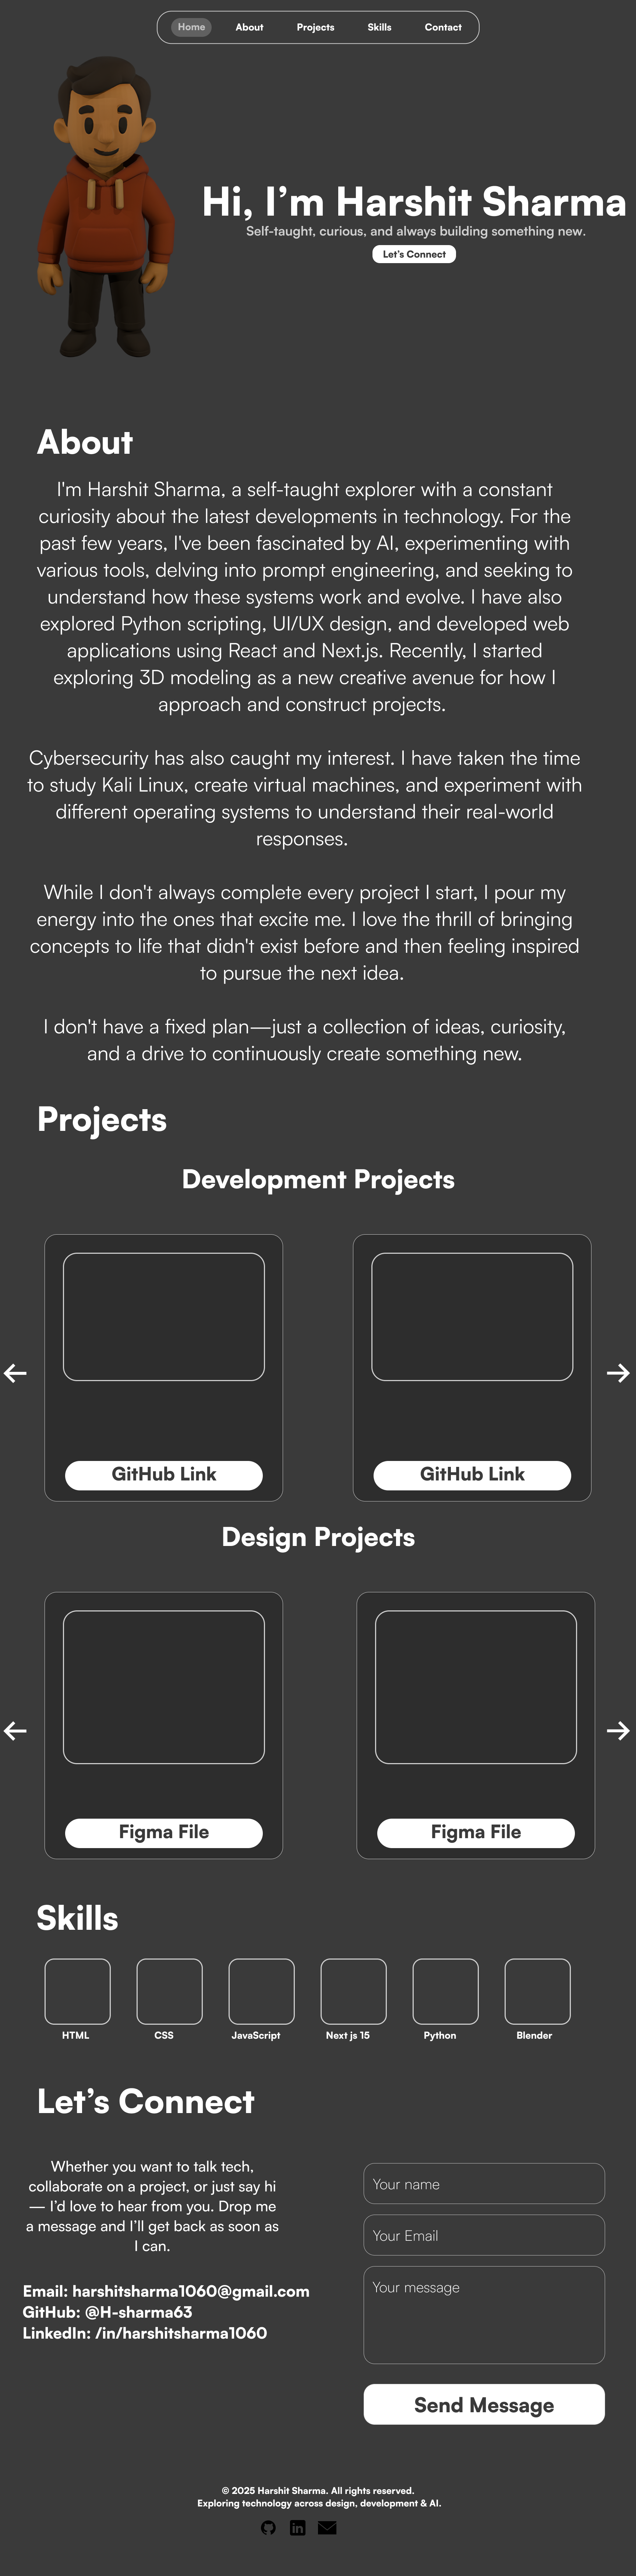 Home About Projects Skills Contact
Hi, I’m Harshit Sharma
Self-taught, curious, and always building something new.
Let’s Connect
About
I'm Harshit Sharma, a self-taught explorer with a constant
curiosity about the latest developments in technology. For the
past few years, I've been fascinated by AI, experimenting with
various tools, delving into prompt engineering, and seeking to
understand how these systems work and evolve. I have also
explored Python scripting, UI/UX design, and developed web
applications using React and Next.js. Recently, I started
exploring 3D modeling as a new creative avenue for how I
approach and construct projects.
Cybersecurity has also caught my interest. I have taken the time
to study Kali Linux, create virtual machines, and experiment with
different operating systems to understand their real-world
responses.
While I don't always complete every project I start, I pour my
energy into the ones that excite me. I love the thrill of bringing
concepts to life that didn't exist before and then feeling inspired
to pursue the next idea.
I don't have a fixed plan—just a collection of ideas, curiosity,
and a drive to continuously create something new.
Projects
Development Projects
GitHub Link GitHub Link
Design Projects
Figma File Figma File
Skills
HTML CSS JavaScript Next js 15 Python Blender
Let’s Connect
Whether you want to talk tech,
collaborate on a project, or just say hi
— I’d love to hear from you. Drop me
a message and I’ll get back as soon as
I can.
Email: harshitsharma1060@gmail.com
GitHub: @H-sharma63
LinkedIn: /in/harshitsharma1060
Your name
Your Email
Your message
Send Message
© 2025 Harshit Sharma. All rights reserved.
Exploring technology across design, development & AI.